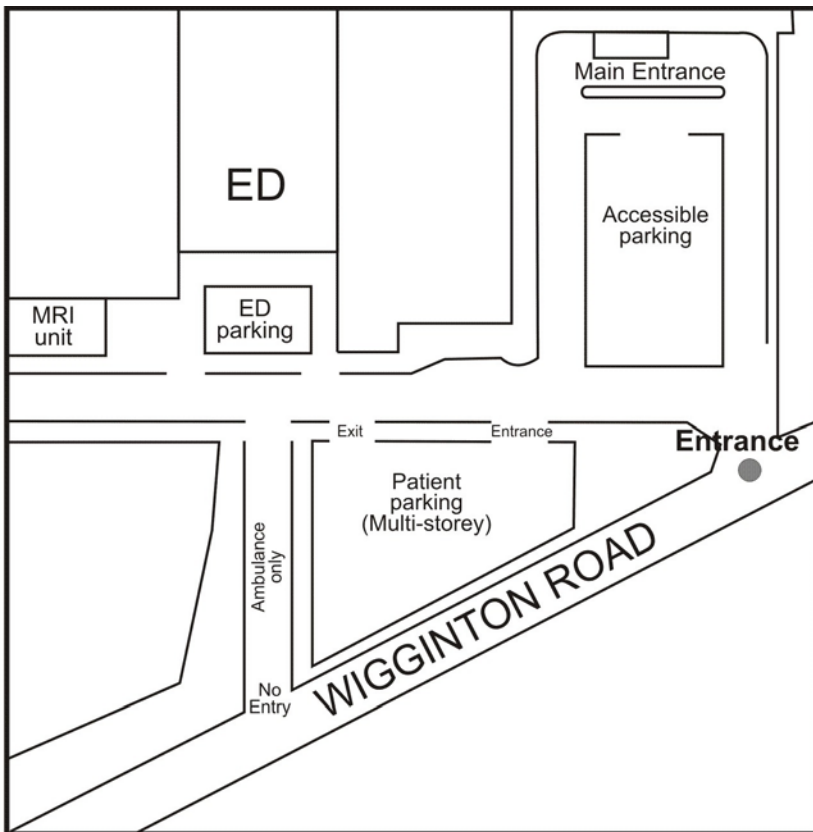 Main Entrance
ED
Accessible
parking
MRI
unit
ED
parking
Exit
Entrance
Entrance
Patient
parking
(Multi-storey)
Ambulance
only
WIGGINTON ROAD
No
Entry